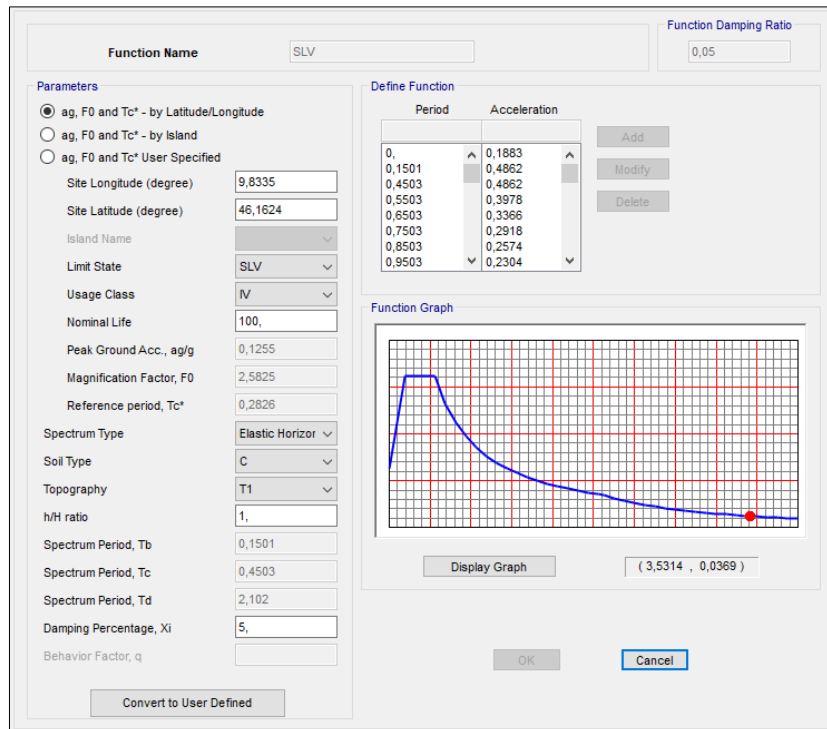 Function Damping Ratio
Function Name SLV 0,05
Parameters
ag, F0 and Tc* - by Latitude/Longitude
ag, F0 and Tc* - by Island
ag, F0 and Tc* User Specified
Site Longitude (degree) 9,8335
Site Latitude (degree) 46,1624
Island Name
Limit State SLV
Usage Class IV
Nominal Life 100,
Peak Ground Acc., ag/g 0,1255
Magnification Factor, F0 2,5825
Reference period, Tc* 0,2826
Spectrum Type Elastic Horizor
Soil Type C
Topography T1
h/H ratio 1,
Spectrum Period, Tb 0,1501
Spectrum Period, Tc 0,4503
Spectrum Period, Td 2,102
Damping Percentage, Xi 5,
Behavior Factor, q
Convert to User Defined
Define Function
Period Acceleration
0, 0,1883
0,1501 0,4862
0,4503 0,4862
0,5503 0,3978
0,6503 0,3366
0,7503 0,2918
0,8503 0,2574
0,9503 0,2304
Add
Modify
Delete
Function Graph
Display Graph ( 3,5314 , 0,0369 )
OK Cancel